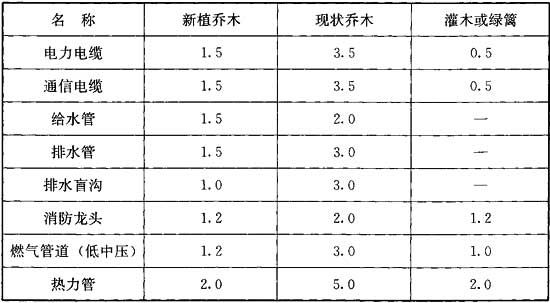 名 称 新植乔木 现状乔木 灌木或绿篱
电力电缆 1.5 3.5 0.5
通信电缆 1.5 3.5 0.5
给水管 1.5 2.0 —
排水管 1.5 3.0 —
排水盲沟 1.0 3.0 —
消防龙头 1.2 2.0 1.2
燃气管道（低中压） 1.2 3.0 1.0
热力管 2.0 5.0 2.0